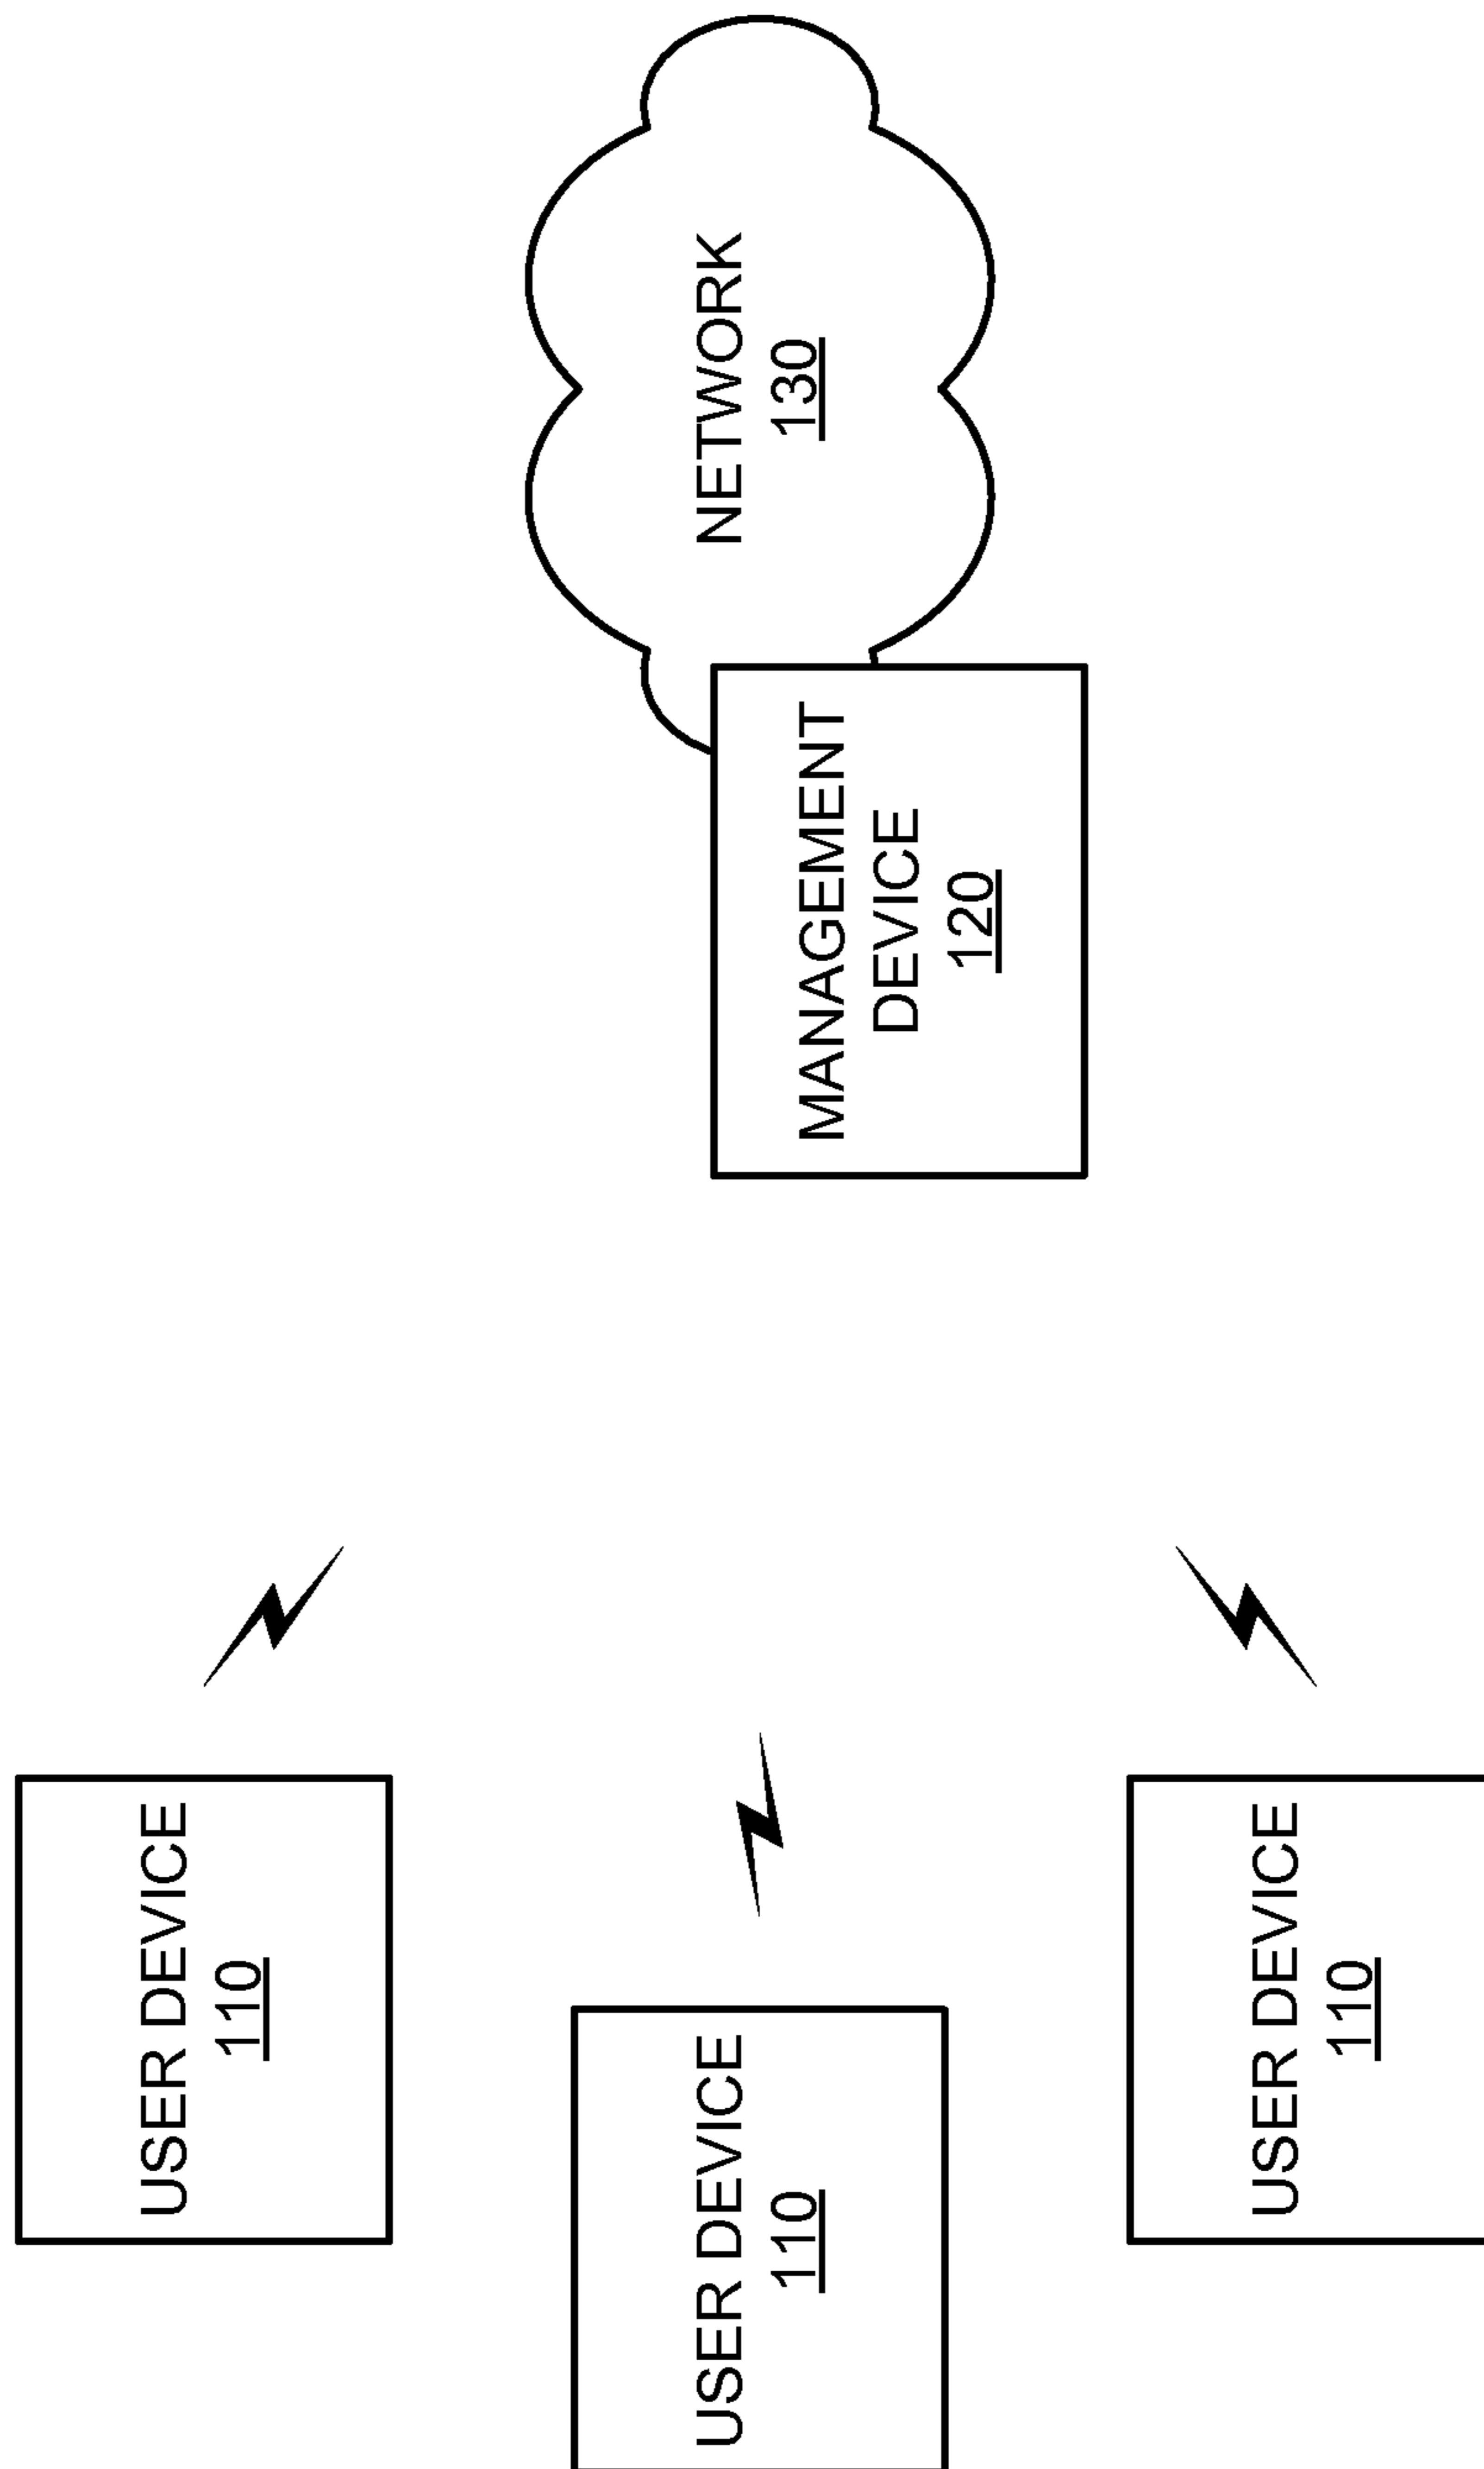 USER DEVICE
110
USER DEVICE
110
USER DEVICE
110
MANAGEMENT
DEVICE
120
NETWORK
130